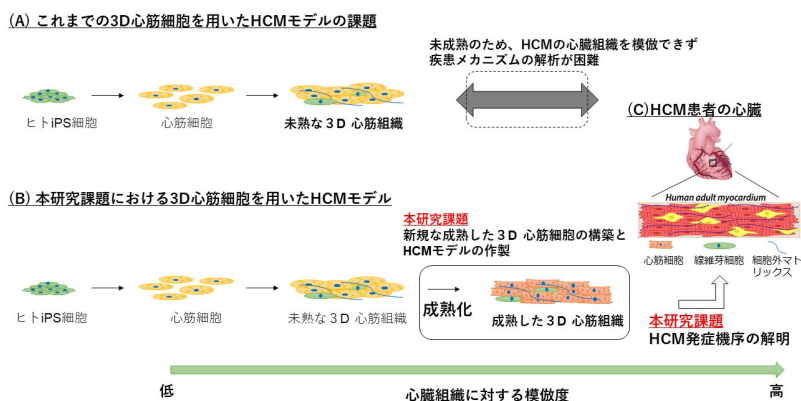 (A) これまでの3D心筋細胞を用いたHCMモデルの課題
未成熟のため、HCMの心臓組織を模倣できず
疾患メカニズムの解析が困難
ヒトiPS細胞
心筋細胞
未熟な３D 心筋組織
(C)HCM患者の心臓
Human adult myocardium
心筋細胞
線維芽細胞
細胞外マト
リックス
(B) 本研究課題における3D心筋細胞を用いたHCMモデル
本研究課題
新規な成熟した３D 心筋細胞の構築と
HCMモデルの作製
ヒトiPS細胞
心筋細胞
未熟な３D 心筋組織
成熟化
成熟した３D 心筋組織
本研究課題
HCM発症機序の解明
低
心臓組織に対する模倣度
高